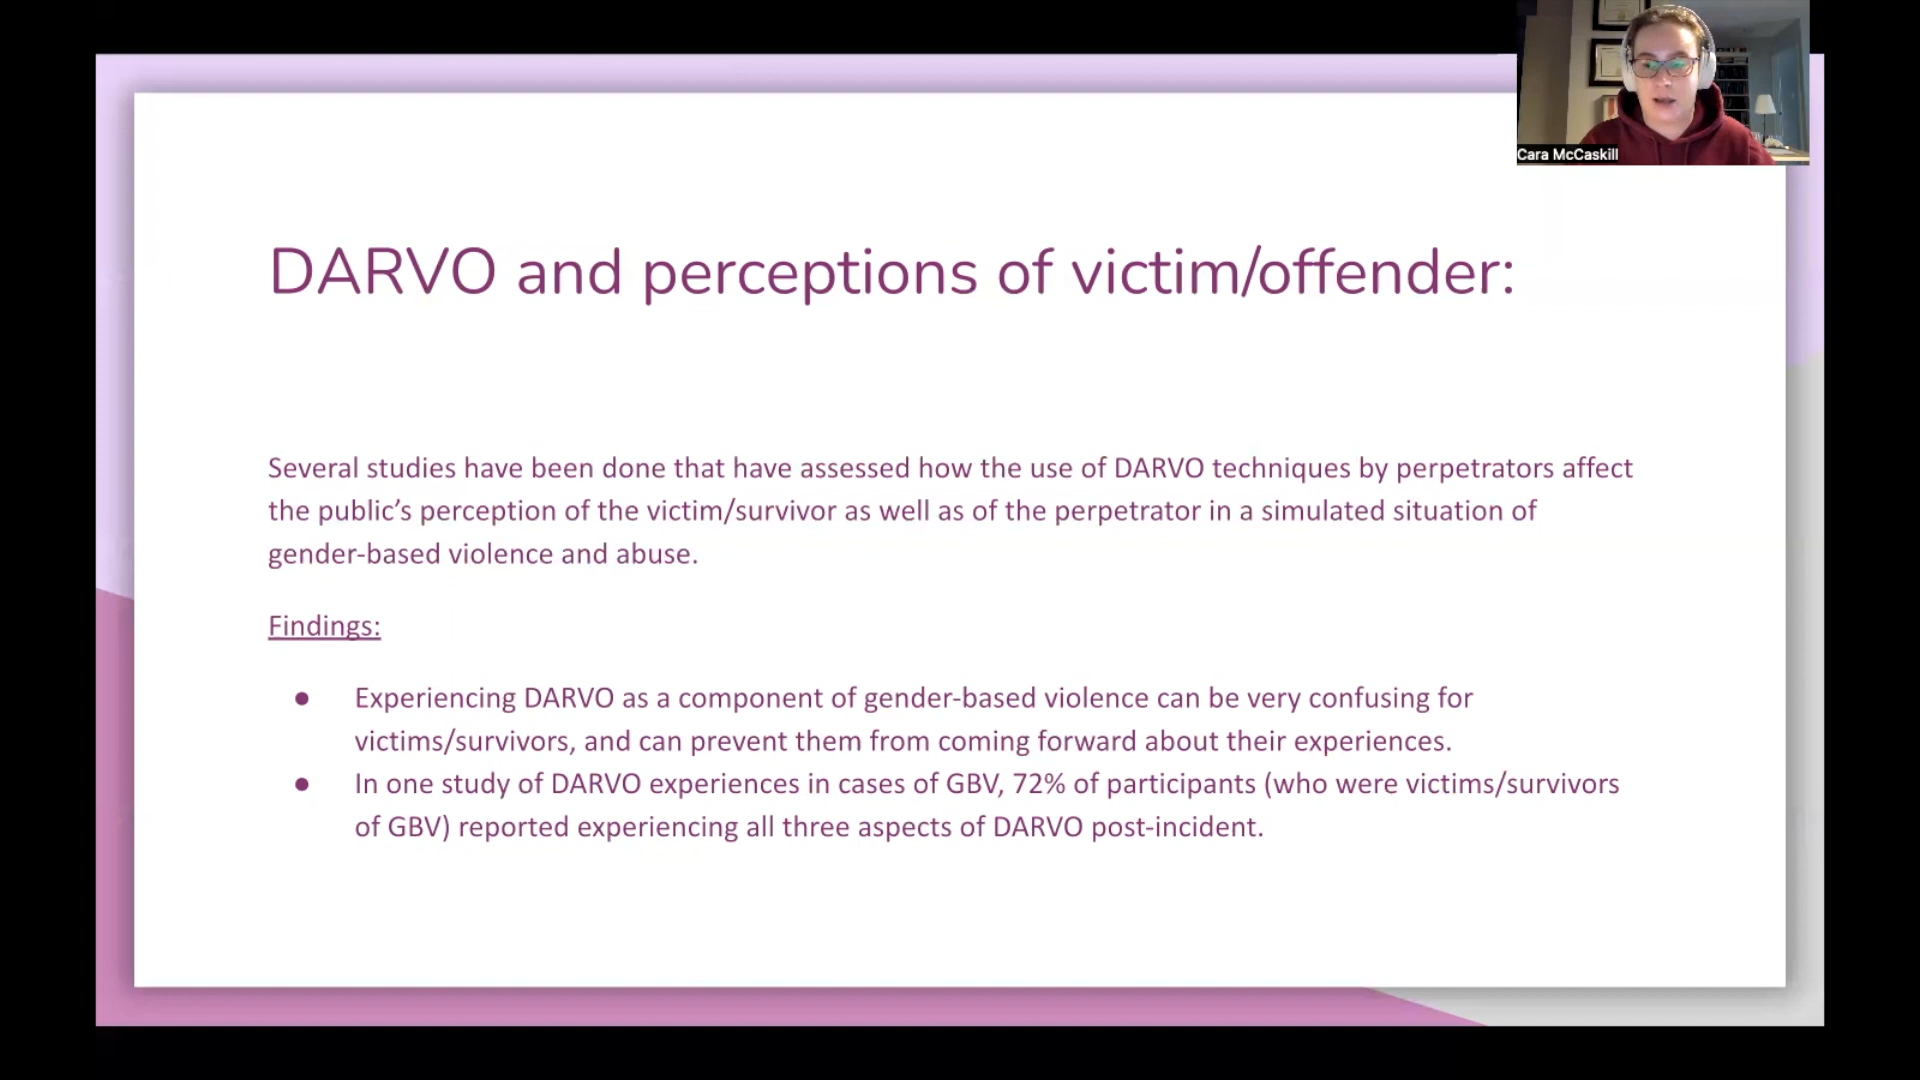 Cara McCaskill
DARVO and perceptions of victim/offender:
Several studies have been done that have assessed how the use of DARVO techniques by perpetrators affect
the public’s perception of the victim/survivor as well as of the perpetrator in a simulated situation of
gender-based violence and abuse.
Findings:
● Experiencing DARVO as a component of gender-based violence can be very confusing for
victims/survivors, and can prevent them from coming forward about their experiences.
● In one study of DARVO experiences in cases of GBV, 72% of participants (who were victims/survivors
of GBV) reported experiencing all three aspects of DARVO post-incident.